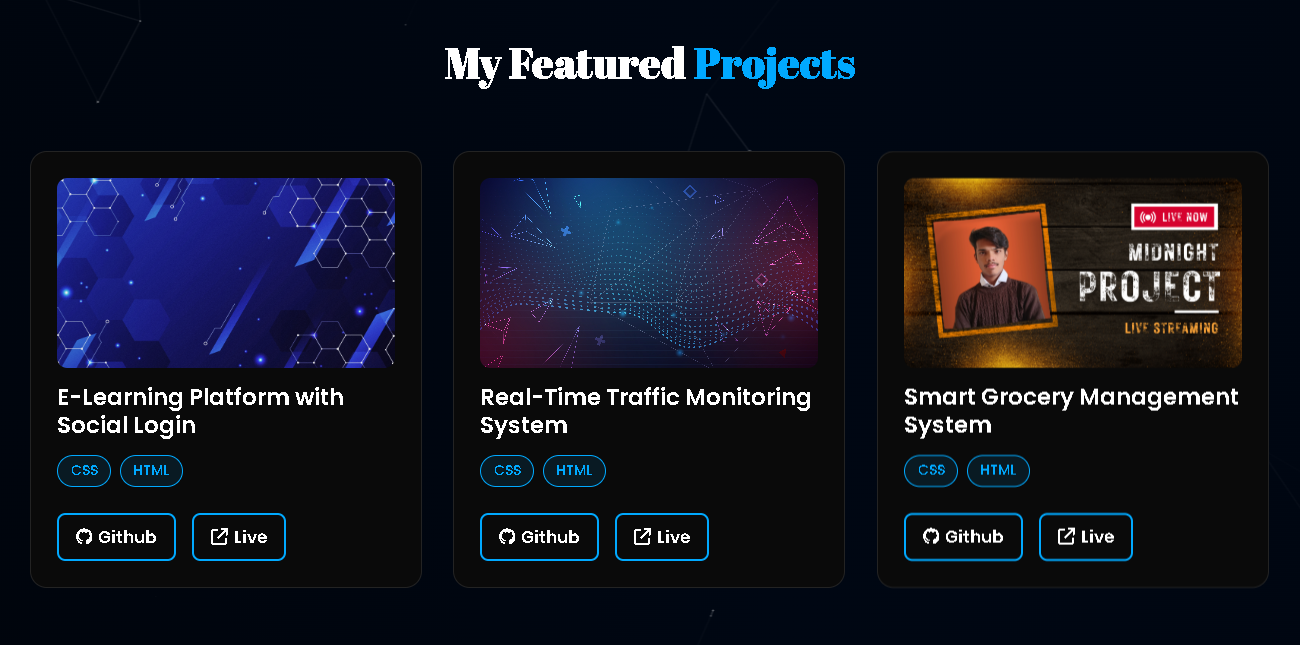 My Featured Projects
LIVE NOW
MIDNIGHT
PROJECT
LIVE STREAMING
E-Learning Platform with
Social Login
CSS HTML
Github Live
Real-Time Traffic Monitoring
System
CSS HTML
Github Live
Smart Grocery Management
System
CSS HTML
Github Live